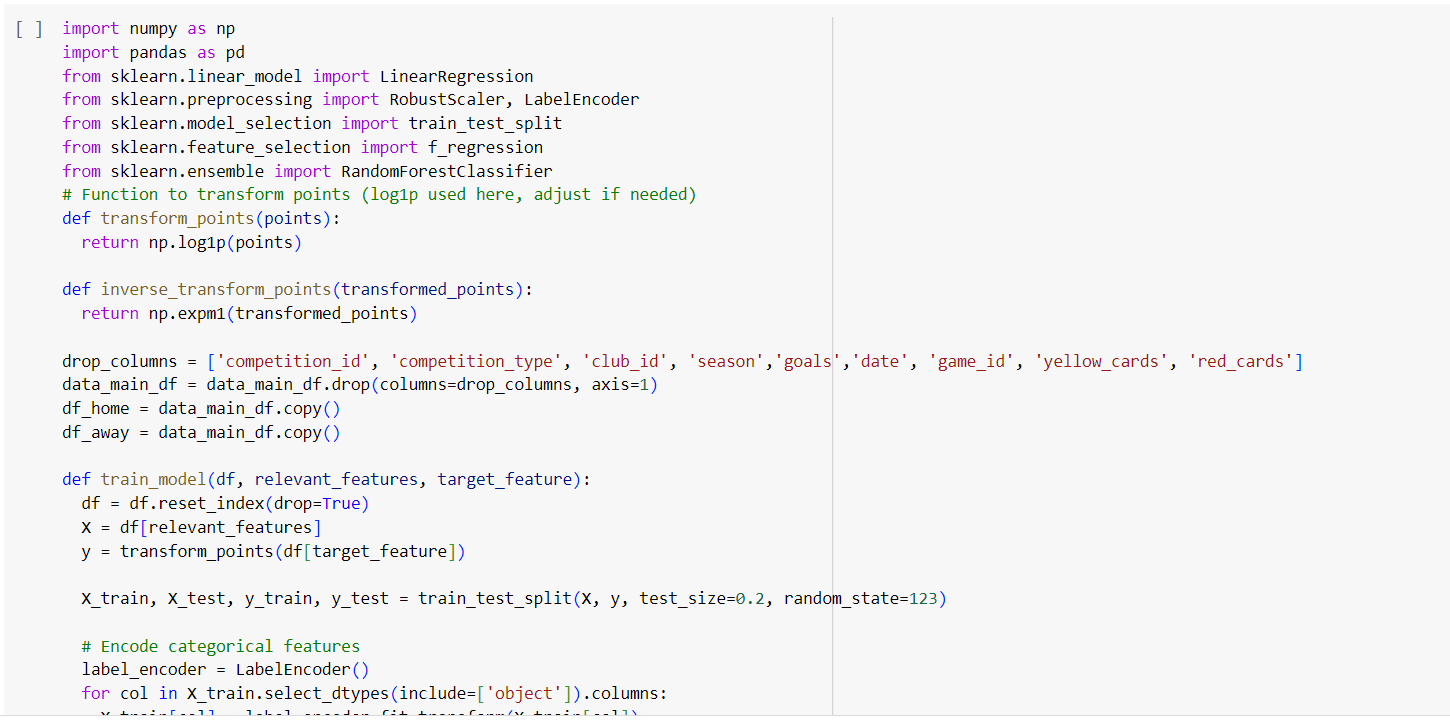 [ ] import numpy as np
import pandas as pd
from sklearn.linear_model import LinearRegression
from sklearn.preprocessing import RobustScaler, LabelEncoder
from sklearn.model_selection import train_test_split
from sklearn.feature_selection import f_regression
from sklearn.ensemble import RandomForestClassifier
# Function to transform points (log1p used here, adjust if needed)
def transform_points(points):
  return np.log1p(points)
def inverse_transform_points(transformed_points):
  return np.expm1(transformed_points)
drop_columns = ['competition_id', 'competition_type', 'club_id', 'season','goals','date', 'game_id', 'yellow_cards', 'red_cards']
data_main_df = data_main_df.drop(columns=drop_columns, axis=1)
df_home = data_main_df.copy()
df_away = data_main_df.copy()
def train_model(df, relevant_features, target_feature):
  df = df.reset_index(drop=True)
  X = df[relevant_features]
  y = transform_points(df[target_feature])
  X_train, X_test, y_train, y_test = train_test_split(X, y, test_size=0.2, random_state=123)
  # Encode categorical features
  label_encoder = LabelEncoder()
  for col in X_train.select_dtypes(include=['object']).columns:
    X_train[col] = label_encoder.fit_transform(X_train[col])